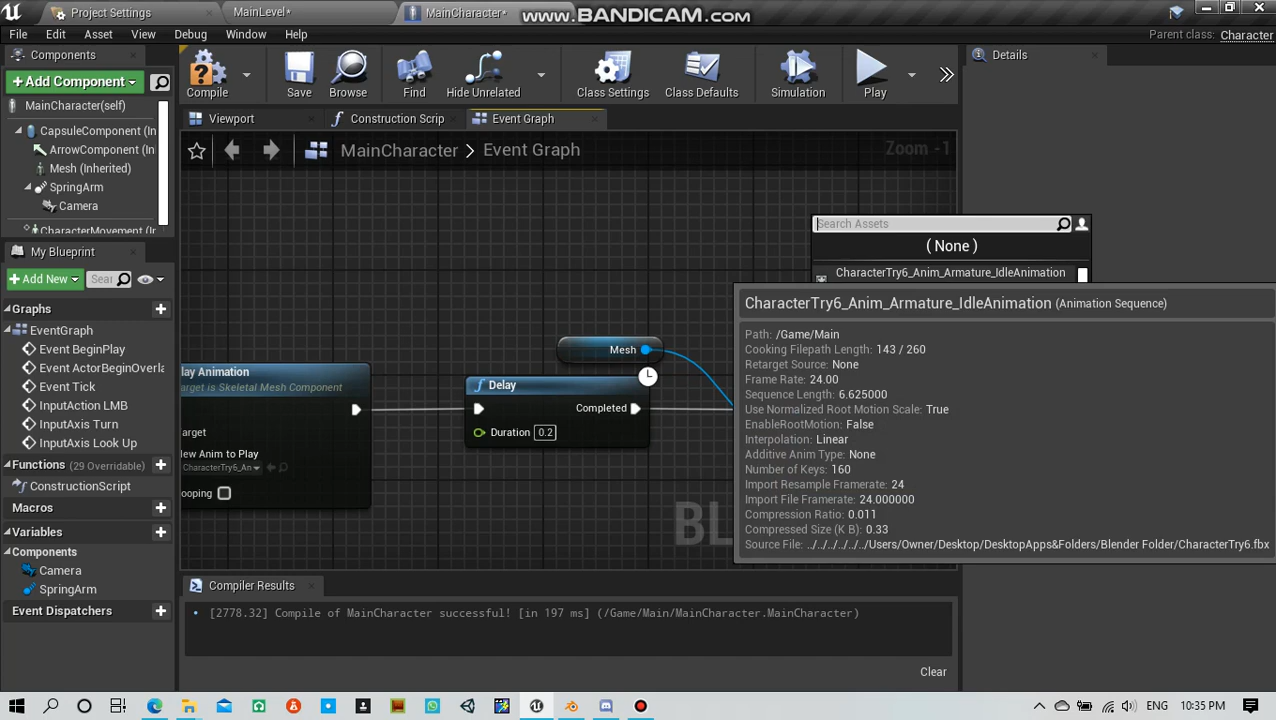 Project Settings
MainLevel*
MainCharacter*
www.BANDICAM.com
File Edit Asset View Debug Window Help
Parent class: Character
Components
Details
+ Add Component
Compile Save Browse Find Hide Unrelated Class Settings Class Defaults Simulation Play
MainCharacter(self)
CapsuleComponent (In
ArrowComponent (In
Mesh (Inherited)
SpringArm
Camera
CharacterMovement (In
Viewport
Construction Scrip
Event Graph
MainCharacter > Event Graph
Zoom -1
My Blueprint
Add New
Sear
Graphs
EventGraph
Event BeginPlay
Event ActorBeginOverla
Event Tick
InputAction LMB
InputAxis Turn
InputAxis Look Up
Functions (29 Overridable)
ConstructionScript
Macros
Variables
Components
Camera
SpringArm
Event Dispatchers
Search Assets
( None )
CharacterTry6_Anim_Armature_IdleAnimation
CharacterTry6_Anim_Armature_IdleAnimation (Animation Sequence)
Path: /Game/Main
Cooking Filepath Length: 143 / 260
Retarget Source: None
Frame Rate: 24.00
Sequence Length: 6.625000
Use Normalized Root Motion Scale: True
EnableRootMotion: False
Interpolation: Linear
Additive Anim Type: None
Number of Keys: 160
Import Resample Framerate: 24
Import File Framerate: 24.000000
Compression Ratio: 0.011
Compressed Size (K B): 0.33
Source File: ../../../../../../Users/Owner/Desktop/DesktopApps&Folders/Blender Folder/CharacterTry6.fbx
Mesh
lay Animation
arget is Skeletal Mesh Component
arget
lew Anim to Play
CharacterTry6_An
ooping
Delay
Completed
Duration 0.2
BL
Compiler Results
[2778.32] Compile of MainCharacter successful! [in 197 ms] (/Game/Main/MainCharacter.MainCharacter)
Clear
ENG 10:35 PM